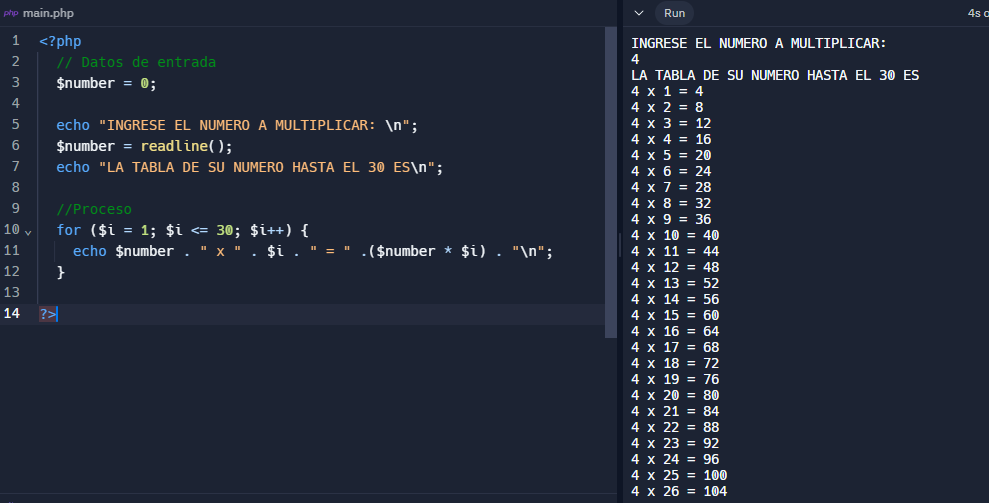 php main.php
1 <?php
2 // Datos de entrada
3 $number = 0;
4
5 echo "INGRESE EL NUMERO A MULTIPLICAR: \n";
6 $number = readline();
7 echo "LA TABLA DE SU NUMERO HASTA EL 30 ES\n";
8
9 //Proceso
10 for ($i = 1; $i <= 30; $i++) {
11 echo $number . " x " . $i . " = " .($number * $i) . "\n";
12 }
13
14 ?>
Run
4s
INGRESE EL NUMERO A MULTIPLICAR:
4
LA TABLA DE SU NUMERO HASTA EL 30 ES
4 x 1 = 4
4 x 2 = 8
4 x 3 = 12
4 x 4 = 16
4 x 5 = 20
4 x 6 = 24
4 x 7 = 28
4 x 8 = 32
4 x 9 = 36
4 x 10 = 40
4 x 11 = 44
4 x 12 = 48
4 x 13 = 52
4 x 14 = 56
4 x 15 = 60
4 x 16 = 64
4 x 17 = 68
4 x 18 = 72
4 x 19 = 76
4 x 20 = 80
4 x 21 = 84
4 x 22 = 88
4 x 23 = 92
4 x 24 = 96
4 x 25 = 100
4 x 26 = 104